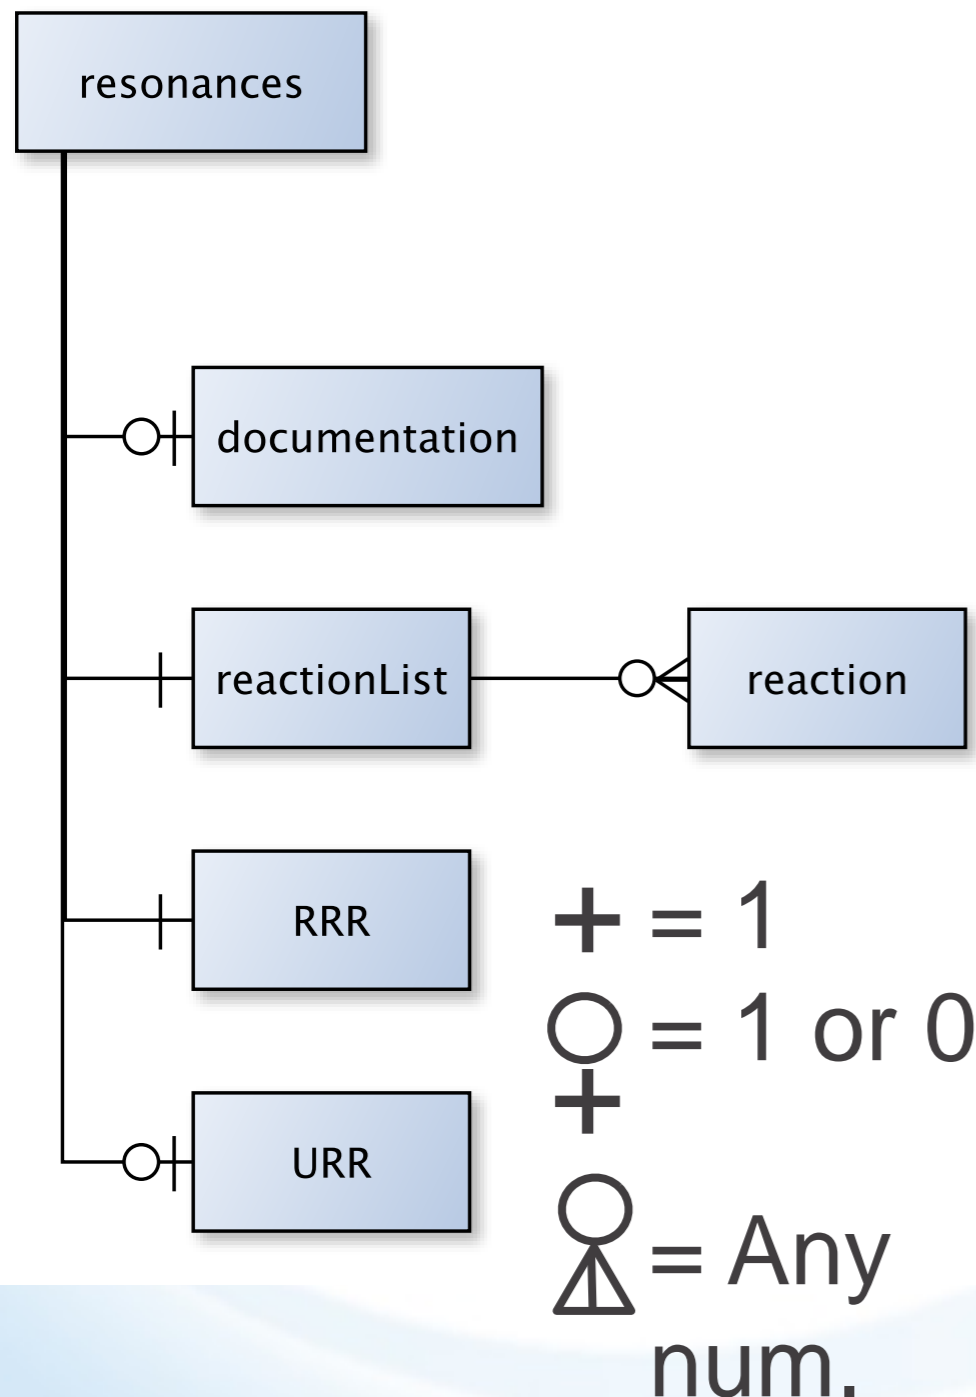 resonances
documentation
reactionList
reaction
RRR
+ = 1
= 1 or 0
+
URR
= Any
num.